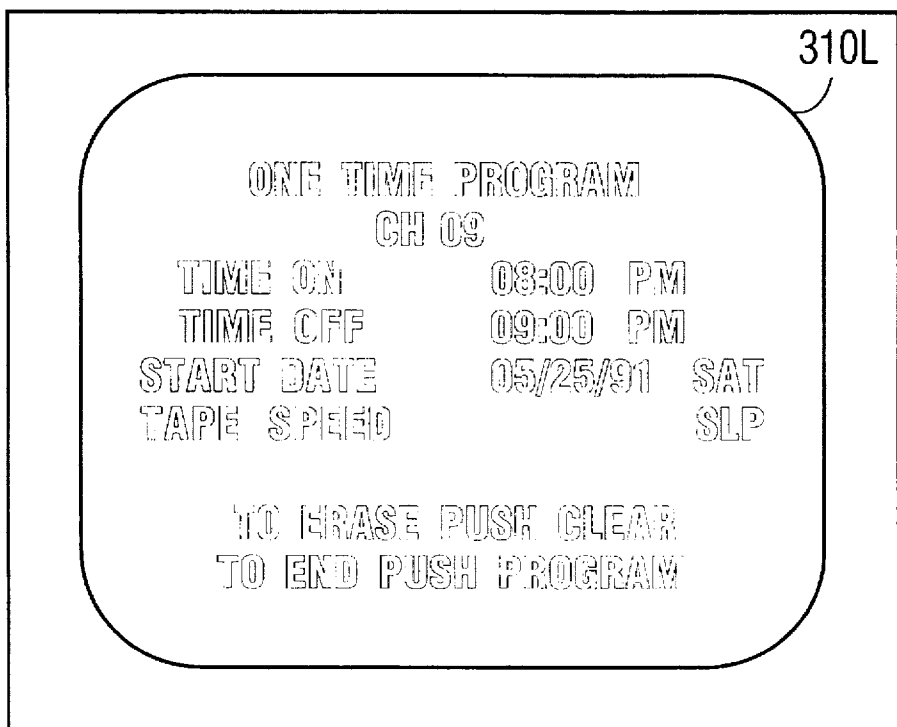 310L
ONE TIME PROGRAM
CH 09
TIME ON 08:00 PM
TIME OFF 09:00 PM
START DATE 05/25/91 SAT
TAPE SPEED SLP
TO ERASE PUSH CLEAR
TO END PUSH PROGRAM